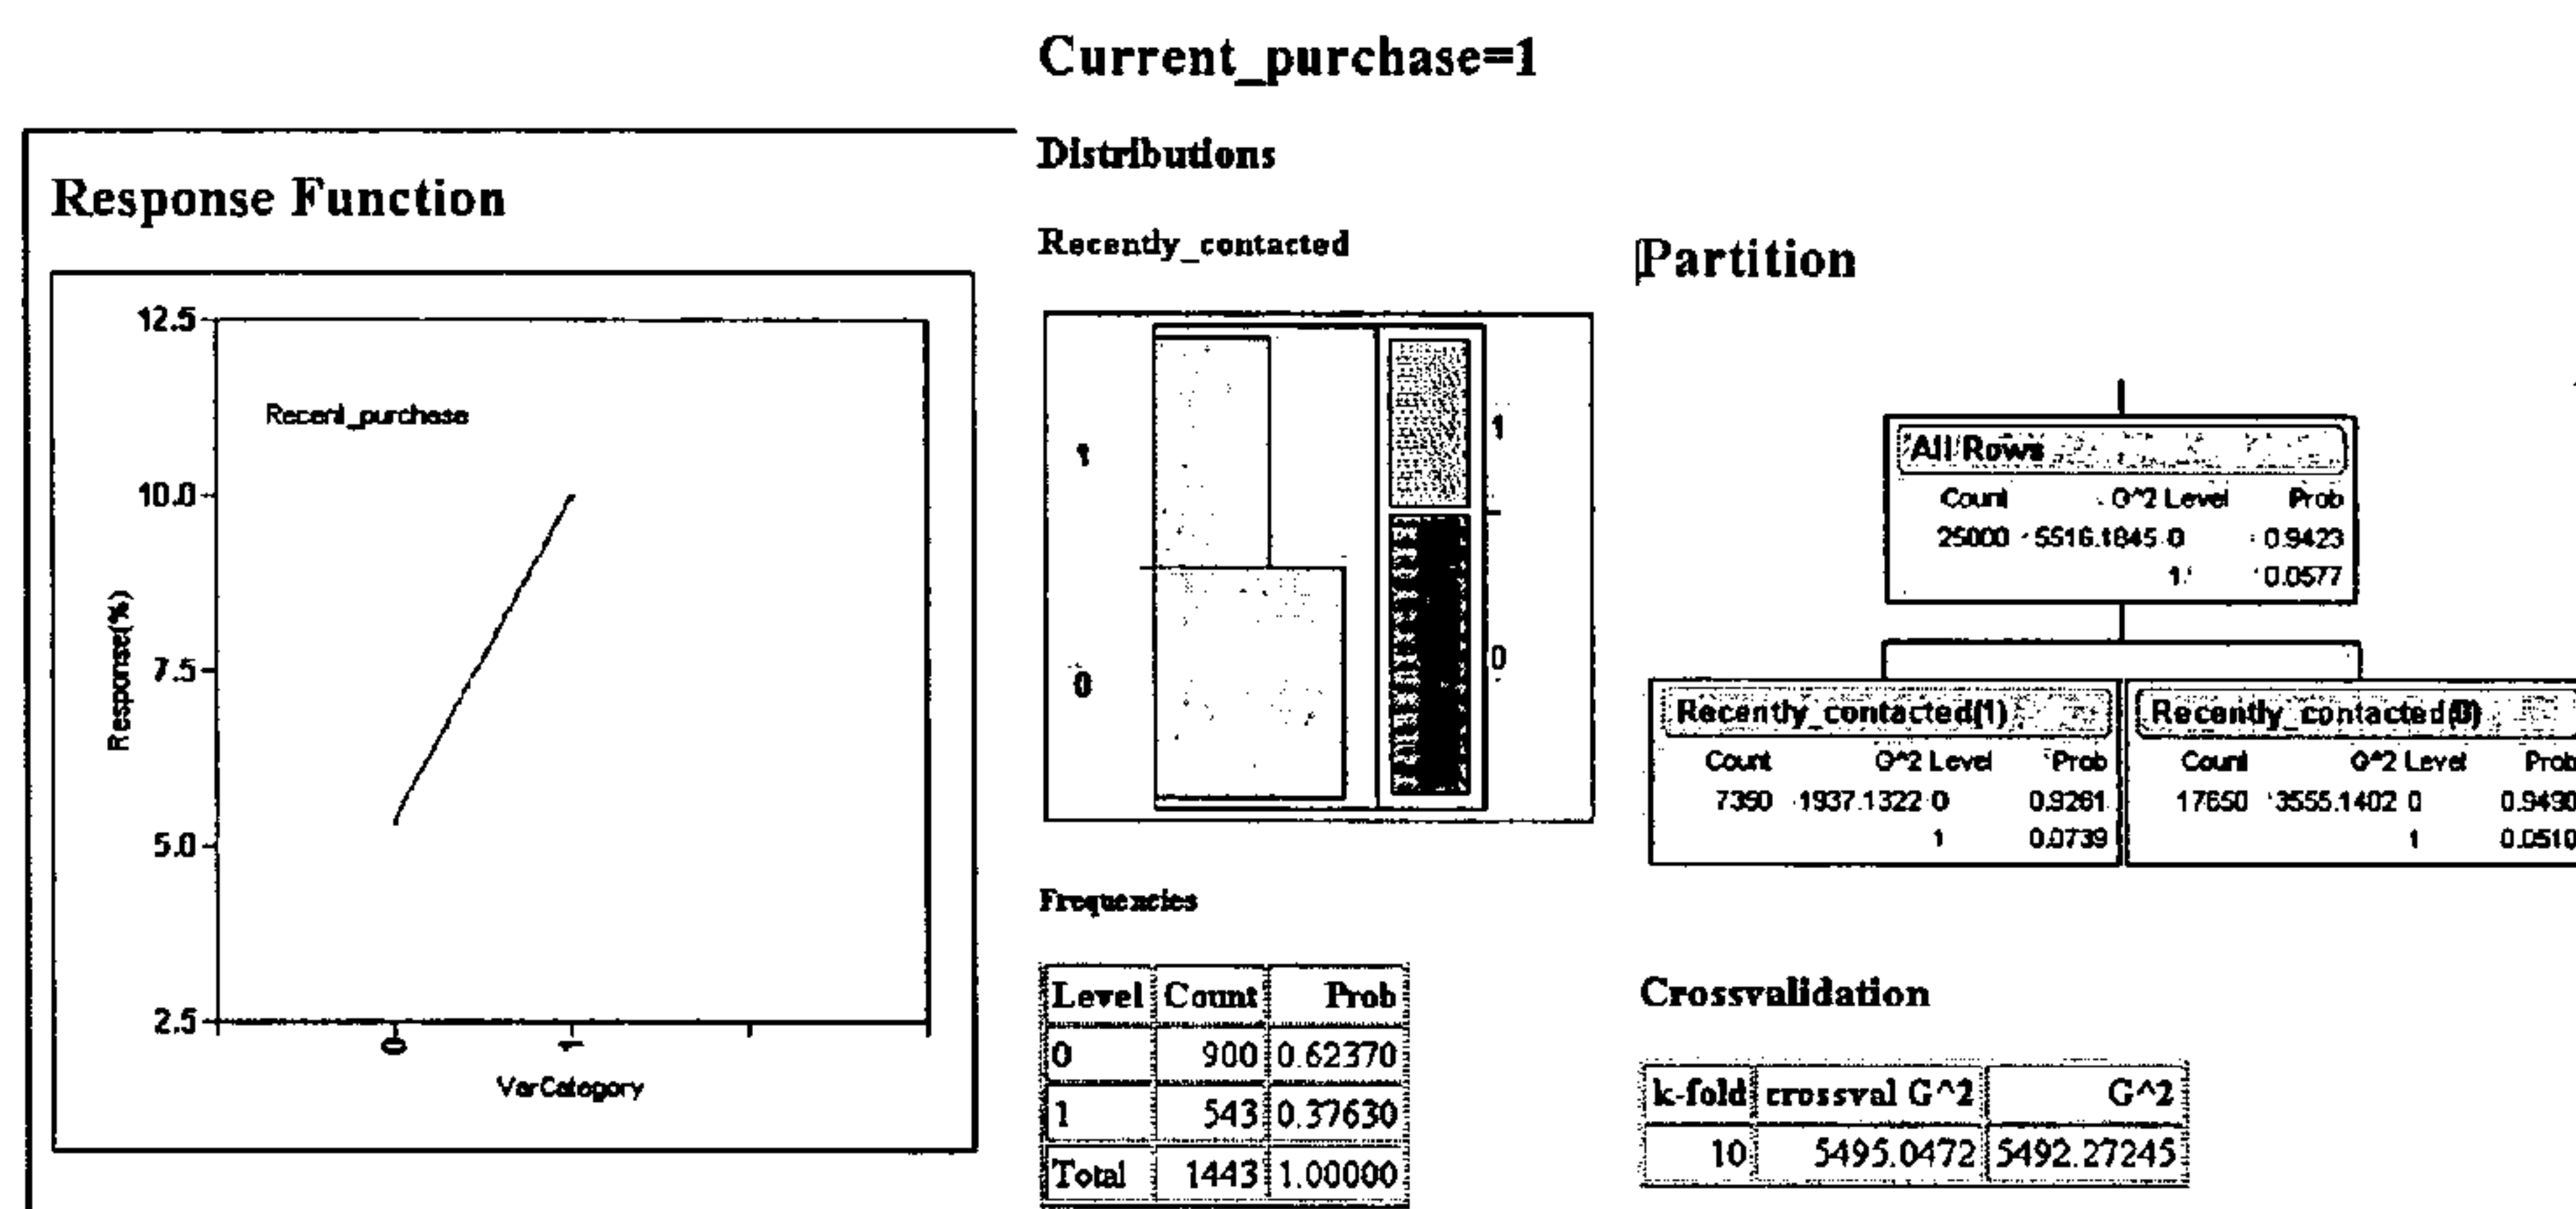 Current_purchase=1
Response Function
12.5
10.0
7.5
5.0
2.5
Response(%)
Recent_purchase
0
1
VarCategory
Distributions
Recently_contacted
1
0
1
0
Frequencies
Level Count Prob
0 900 0.62370
1 543 0.37630
Total 1443 1.00000
Partition
All Rows
Count G^2 Level Prob
25000 5516.1845 0 0.9423
1 0.0577
Recently_contacted(1)
Count G^2 Level Prob
7350 1937.1322 0 0.9261
1 0.0739
Recently_contacted(0)
Count G^2 Level Prob
17650 3555.1402 0 0.9490
1 0.0510
Crossvalidation
k-fold crossval G^2 G^2
10 5495.0472 5492.27245